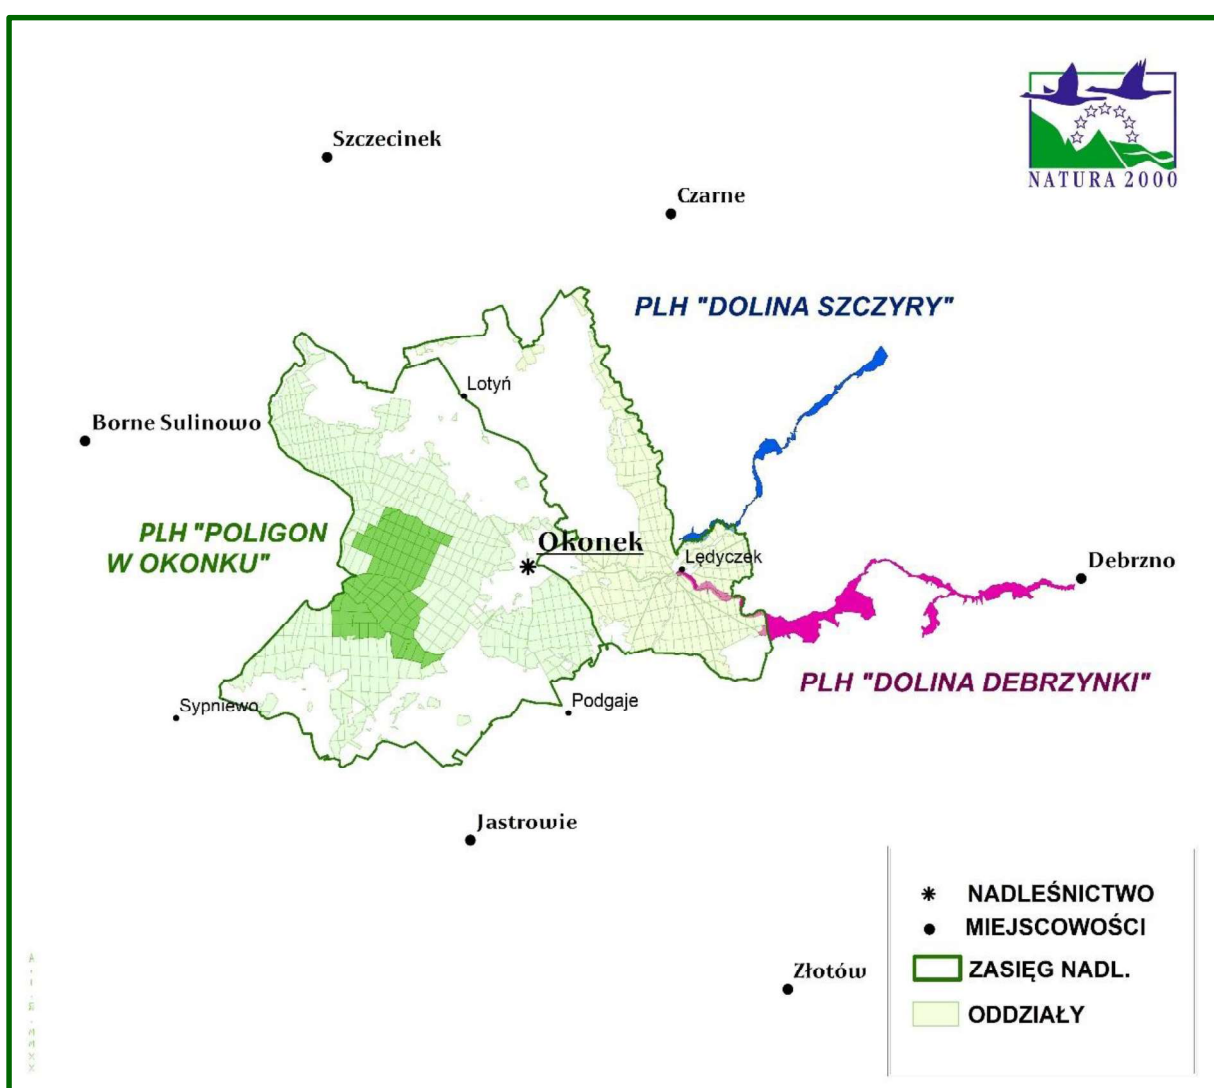 Szczecinek
Czarne
NATURA 2000
PLH "DOLINA SZCZYRY"
Lotyń
Borne Sulinowo
PLH "POLIGON
W OKONKU"
Okonek
Lędyczek
Debrzno
PLH "DOLINA DEBRZYNKI"
Sypniewo
Podgaje
Jastrowie
Złotów
NADLEŚNICTWO
MIEJSCOWOŚCI
ZASIĘG NADL.
ODDZIAŁY